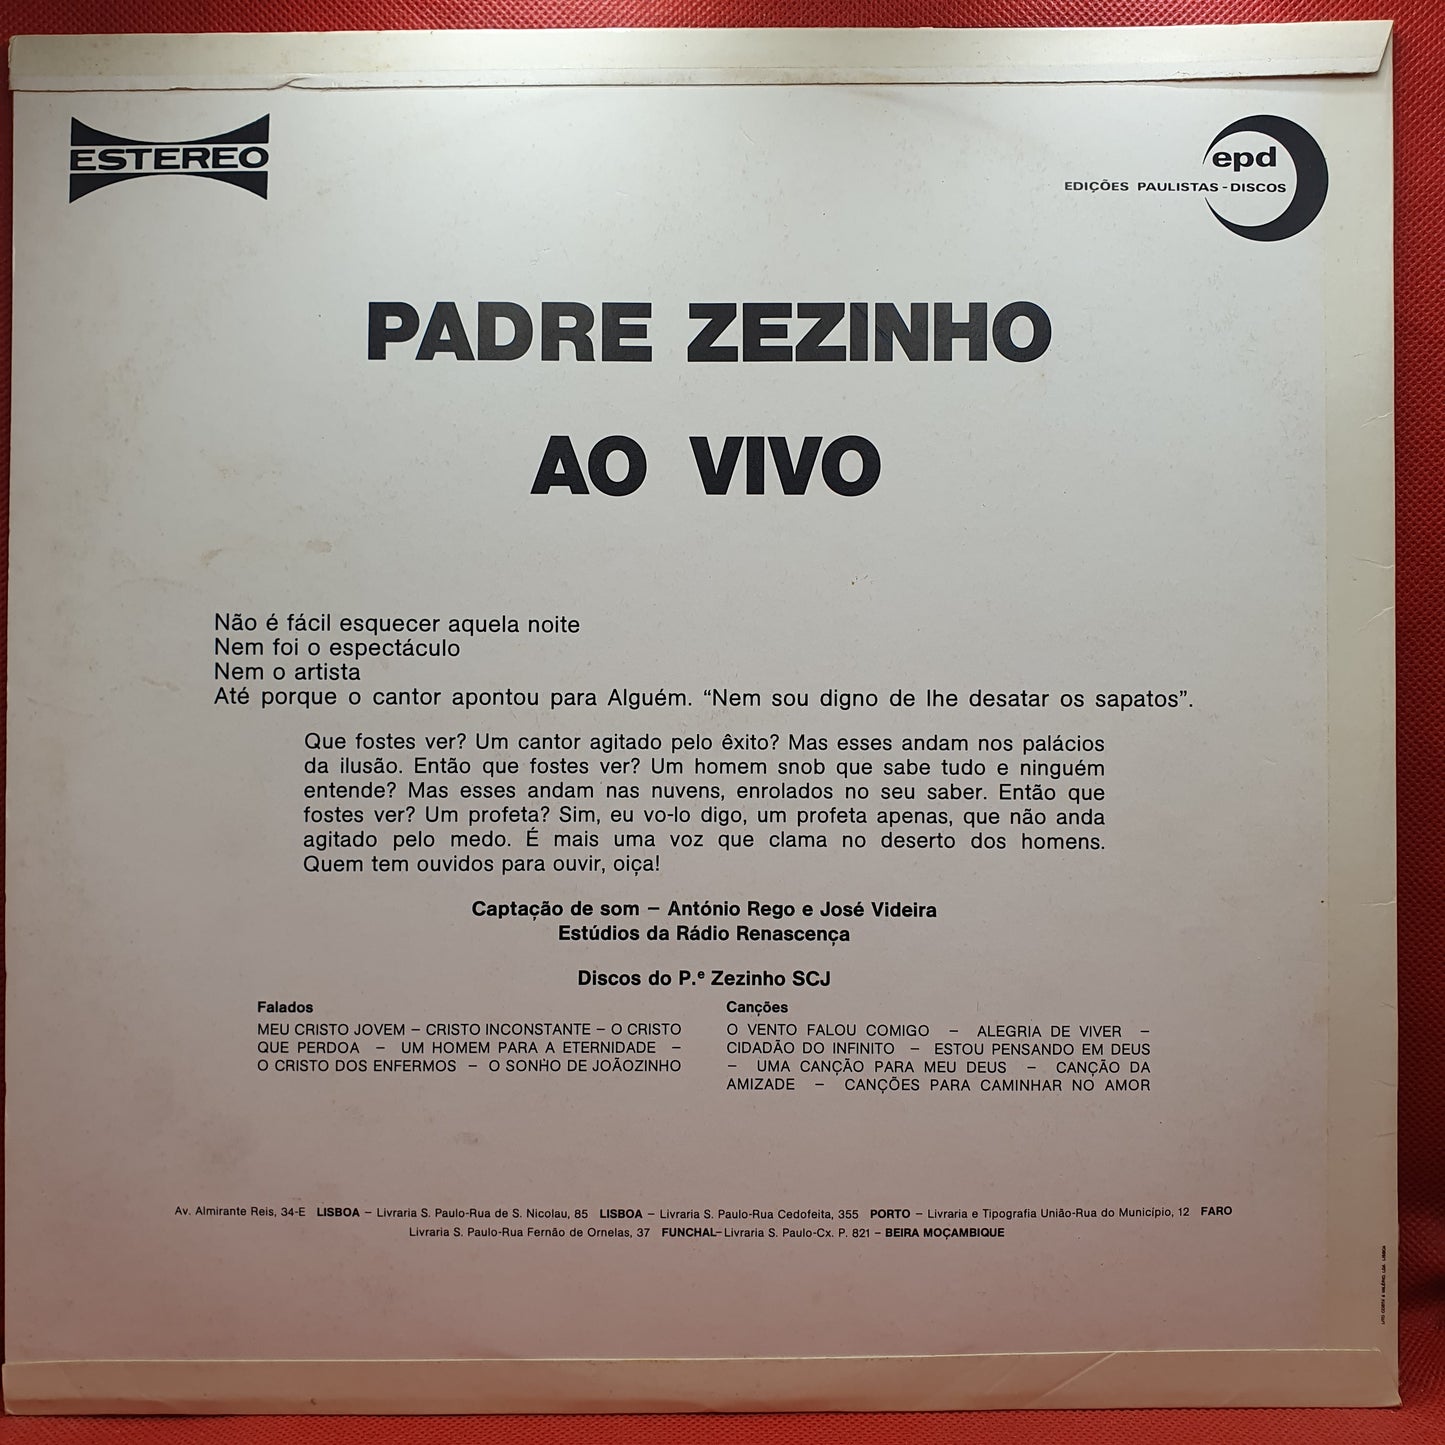 ESTEREO
epd
EDIÇÕES PAULISTAS - DISCOS
PADRE ZEZINHO
AO VIVO
Não é fácil esquecer aquela noite
Nem foi o espectáculo
Nem o artista
Até porque o cantor apontou para Alguém. “Nem sou digno de lhe desatar os sapatos”.
Que fostes ver? Um cantor agitado pelo êxito? Mas esses andam nos palácios
da ilusão. Então que fostes ver? Um homem snob que sabe tudo e ninguém
entende? Mas esses andam nas nuvens, enrolados no seu saber. Então que
fostes ver? Um profeta? Sim, eu vo-lo digo, um profeta apenas, que não anda
agitado pelo medo. É mais uma voz que clama no deserto dos homens.
Quem tem ouvidos para ouvir, oiça!
Captação de som – António Rego e José Videira
Estúdios da Rádio Renascença
Discos do P.ᵉ Zezinho SCJ
Falados
MEU CRISTO JOVEM – CRISTO INCONSTANTE – O CRISTO
QUE PERDOA – UM HOMEM PARA A ETERNIDADE –
O CRISTO DOS ENFERMOS – O SONHO DE JOÃOZINHO
Canções
O VENTO FALOU COMIGO – ALEGRIA DE VIVER –
CIDADÃO DO INFINITO – ESTOU PENSANDO EM DEUS
– UMA CANÇÃO PARA MEU DEUS – CANÇÃO DA
AMIZADE – CANÇÕES PARA CAMINHAR NO AMOR
Av. Almirante Reis, 34-E LISBOA – Livraria S. Paulo-Rua de S. Nicolau, 85 LISBOA – Livraria S. Paulo-Rua Cedofeita, 355 PORTO – Livraria e Tipografia União-Rua do Município, 12 FARO
Livraria S. Paulo-Rua Fernão de Ornelas, 37 FUNCHAL– Livraria S. Paulo-Cx. P. 821 – BEIRA MOÇAMBIQUE
LDA. LISBOA